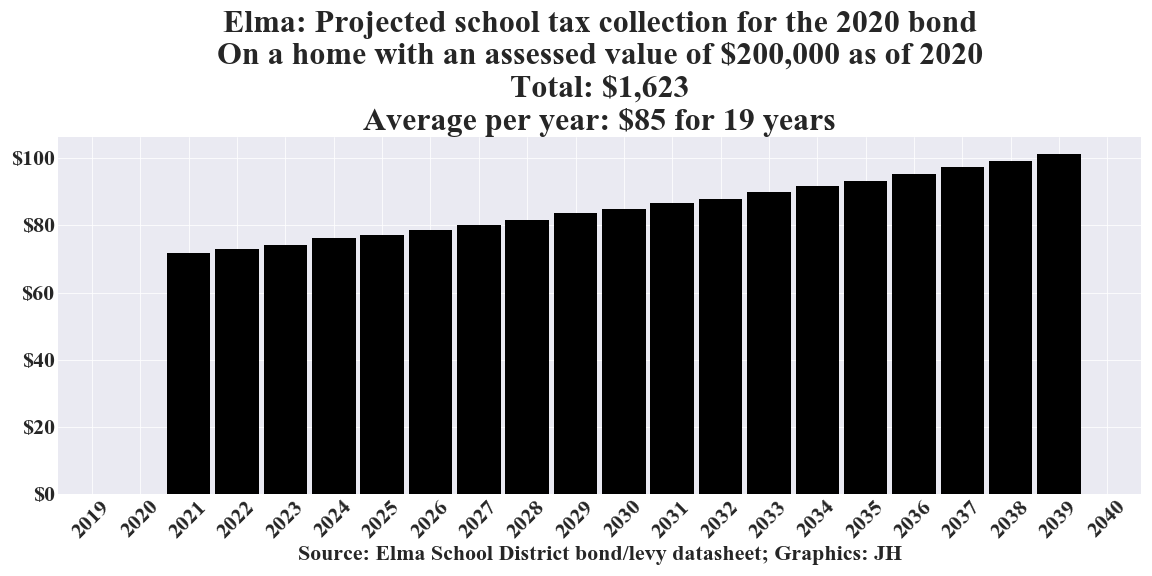 Elma: Projected school tax collection for the 2020 bond
On a home with an assessed value of $200,000 as of 2020
Total: $1,623
Average per year: $85 for 19 years
$100
$80
$60
$40
$20
$0
2019 2020 2021 2022 2023 2024 2025 2026 2027 2028 2029 2030 2031 2032 2033 2034 2035 2036 2037 2038 2039 2040
Source: Elma School District bond/levy datasheet; Graphics: JH